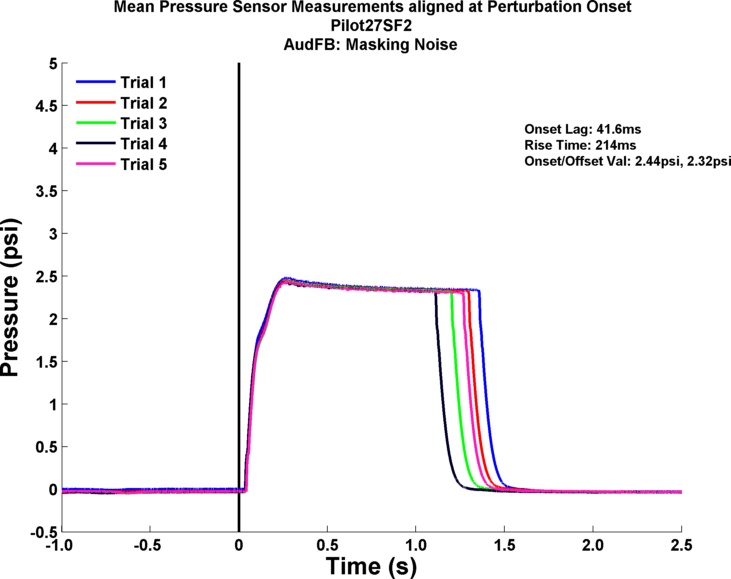 Mean Pressure Sensor Measurements aligned at Perturbation Onset
Pilot27SF2
AudFB: Masking Noise
5
4.5
4
3.5
3
2.5
2
1.5
1
0.5
0
-0.5
Pressure (psi)
Trial 1
Trial 2
Trial 3
Trial 4
Trial 5
Onset Lag: 41.6ms
Rise Time: 214ms
Onset/Offset Val: 2.44psi, 2.32psi
-1.0 -0.5 0 0.5 1.0 1.5 2.0 2.5
Time (s)